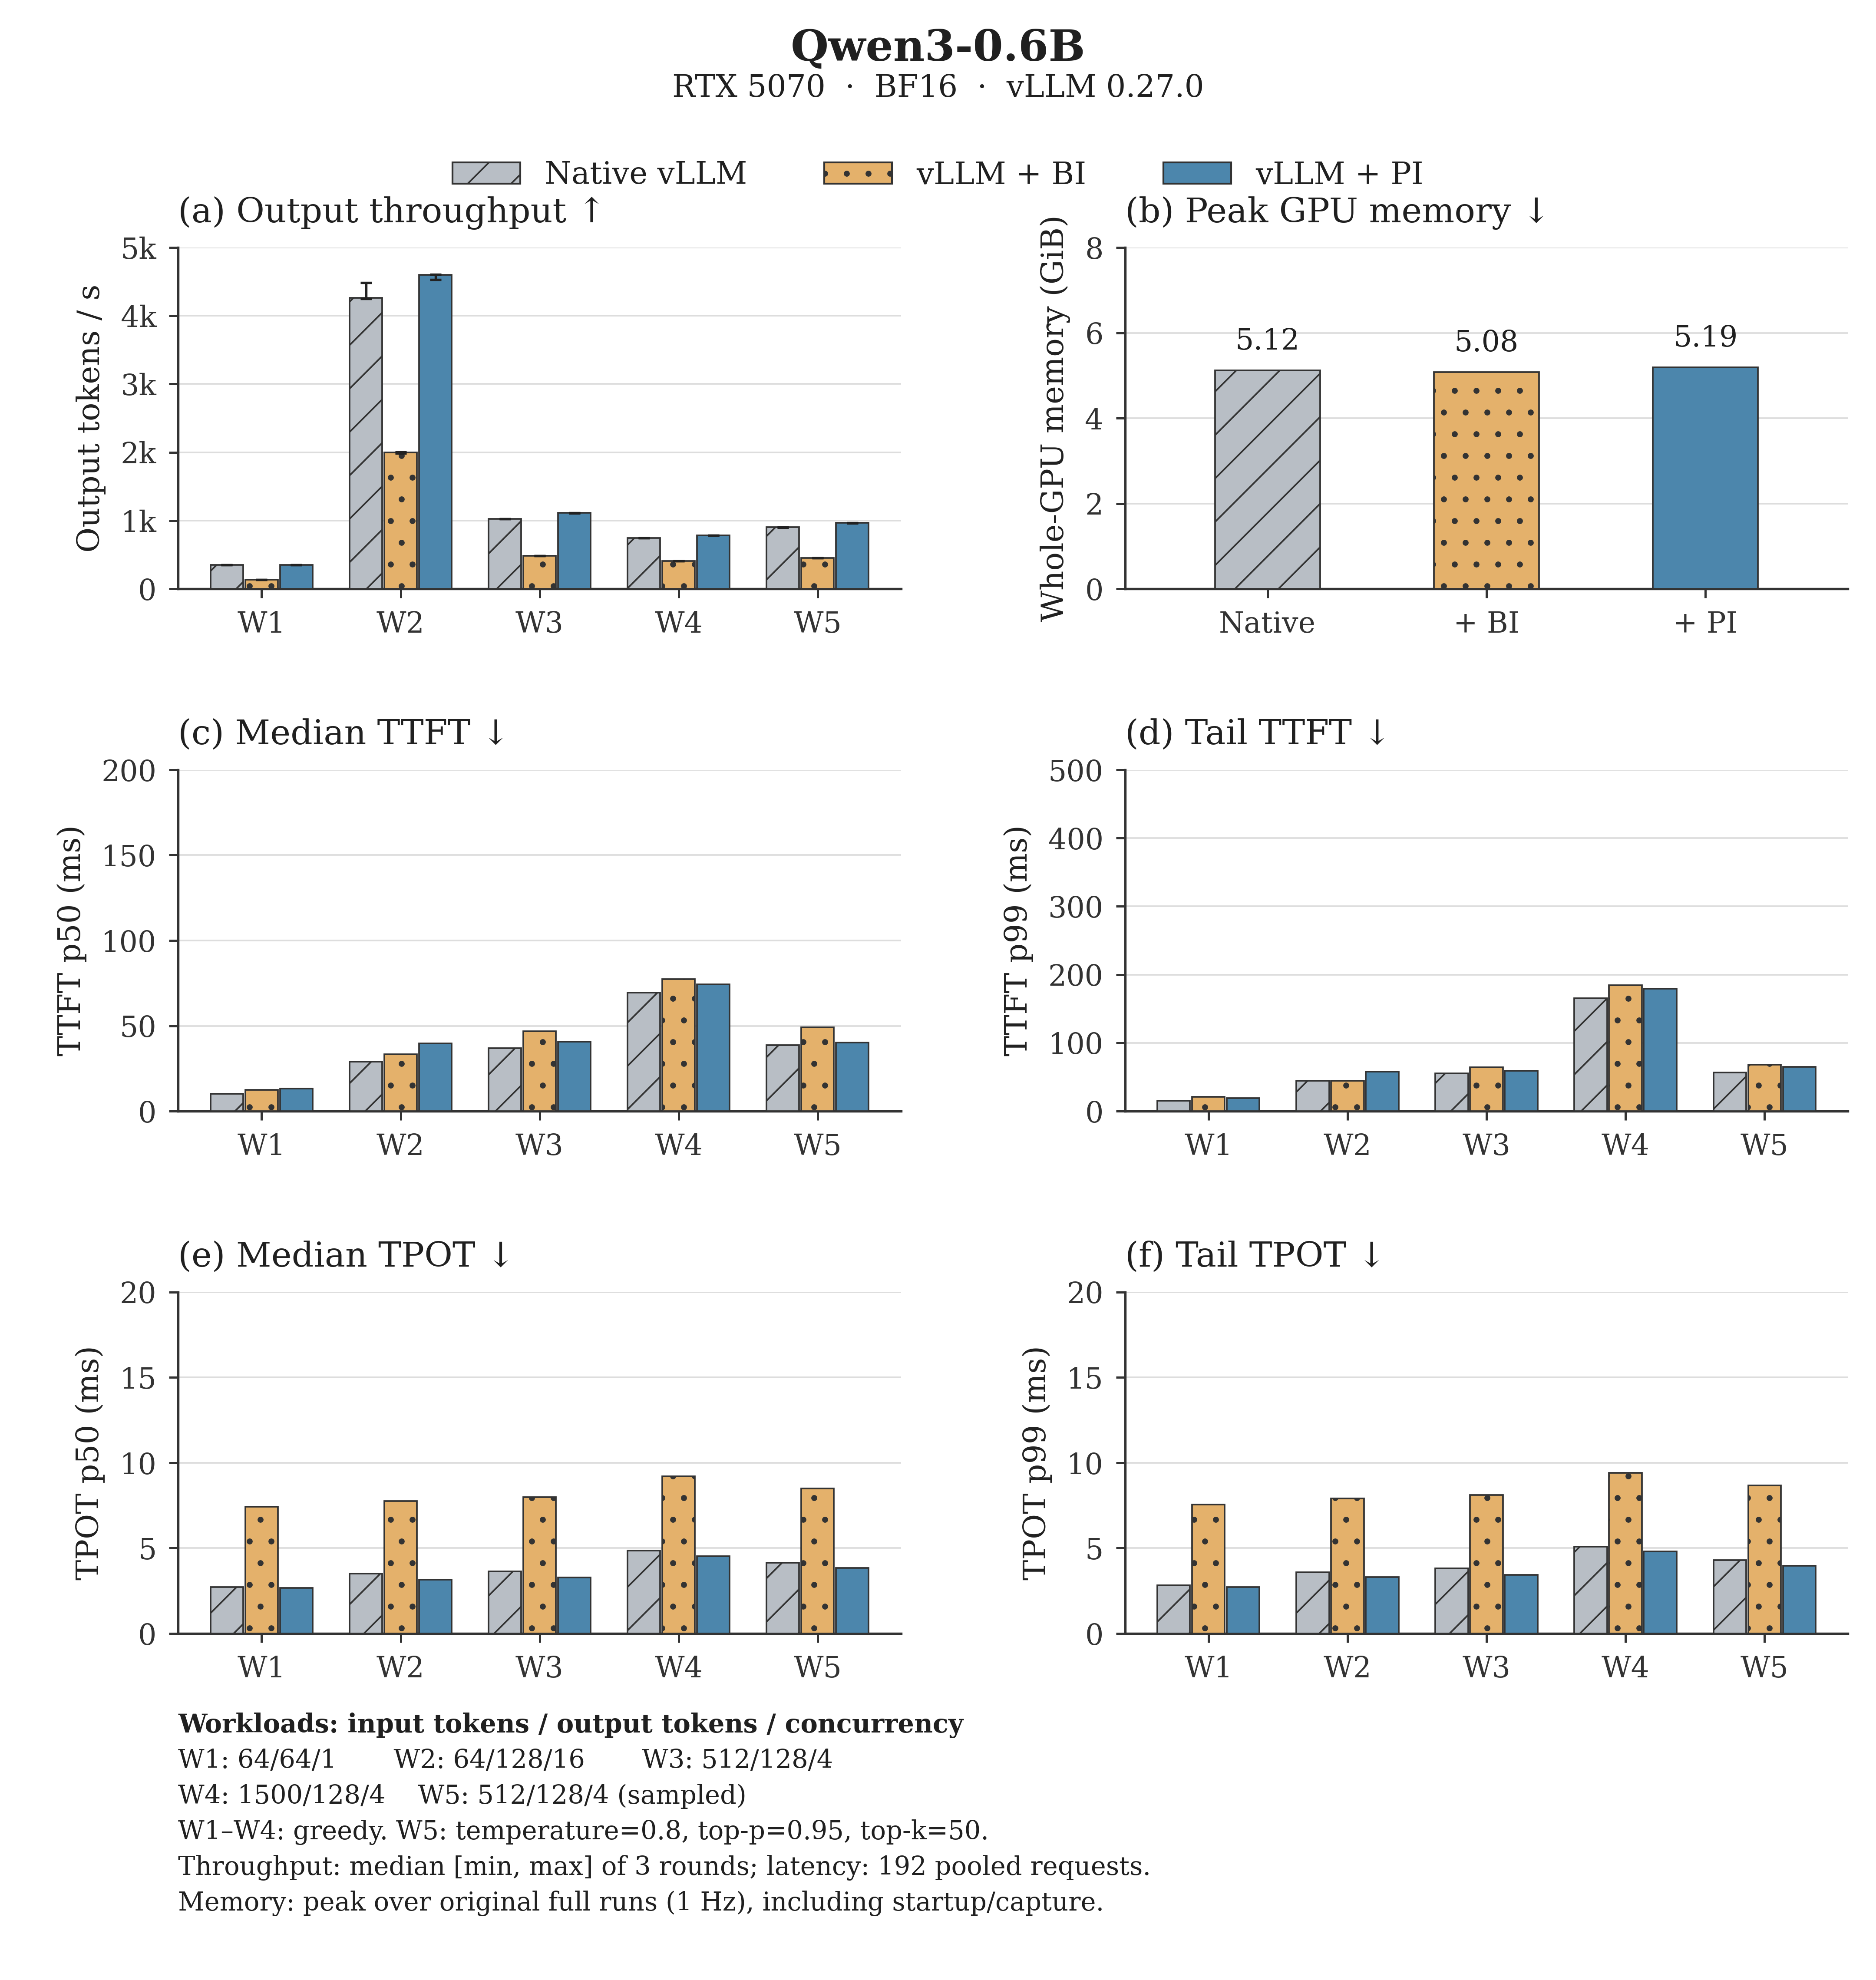 Qwen3-0.6B
RTX 5070 · BF16 · vLLM 0.27.0
Native vLLM
vLLM + BI
vLLM + PI
(a) Output throughput ↑
Output tokens / s
5k
4k
3k
2k
1k
0
W1 W2 W3 W4 W5
(b) Peak GPU memory ↓
Whole-GPU memory (GiB)
8
6
4
2
0
5.12 5.08 5.19
Native + BI + PI
(c) Median TTFT ↓
TTFT p50 (ms)
200
150
100
50
0
W1 W2 W3 W4 W5
(d) Tail TTFT ↓
TTFT p99 (ms)
500
400
300
200
100
0
W1 W2 W3 W4 W5
(e) Median TPOT ↓
TPOT p50 (ms)
20
15
10
5
0
W1 W2 W3 W4 W5
(f) Tail TPOT ↓
TPOT p99 (ms)
20
15
10
5
0
W1 W2 W3 W4 W5
Workloads: input tokens / output tokens / concurrency
W1: 64/64/1 W2: 64/128/16 W3: 512/128/4
W4: 1500/128/4 W5: 512/128/4 (sampled)
W1–W4: greedy. W5: temperature=0.8, top-p=0.95, top-k=50.
Throughput: median [min, max] of 3 rounds; latency: 192 pooled requests.
Memory: peak over original full runs (1 Hz), including startup/capture.